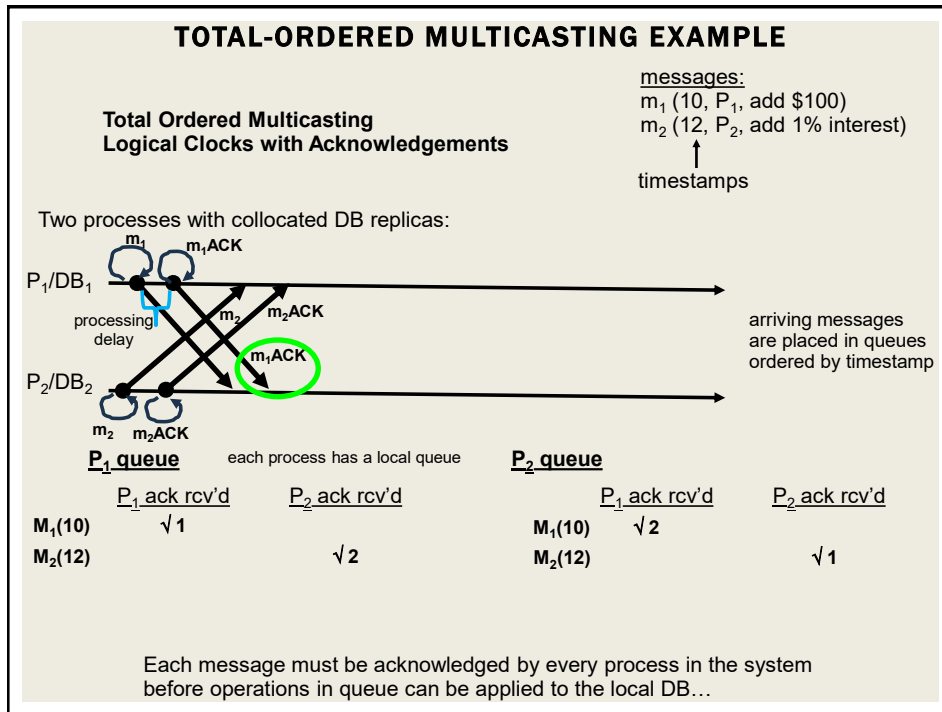 TOTAL-ORDERED MULTICASTING EXAMPLE
messages:
m₁ (10, P₁, add $100)
m₂ (12, P₂, add 1% interest)
timestamps
Total Ordered Multicasting
Logical Clocks with Acknowledgements
Two processes with collocated DB replicas:
m₁
m₁ACK
P₁/DB₁
processing
delay
m₂
m₂ACK
m₁ACK
arriving messages
are placed in queues
ordered by timestamp
P₂/DB₂
m₂
m₂ACK
P₁ queue
each process has a local queue
P₂ queue
P₁ ack rcv’d P₂ ack rcv’d P₁ ack rcv’d P₂ ack rcv’d
M₁(10) √ 1 M₁(10) √ 2
M₂(12) √ 2 M₂(12) √ 1
Each message must be acknowledged by every process in the system
before operations in queue can be applied to the local DB…